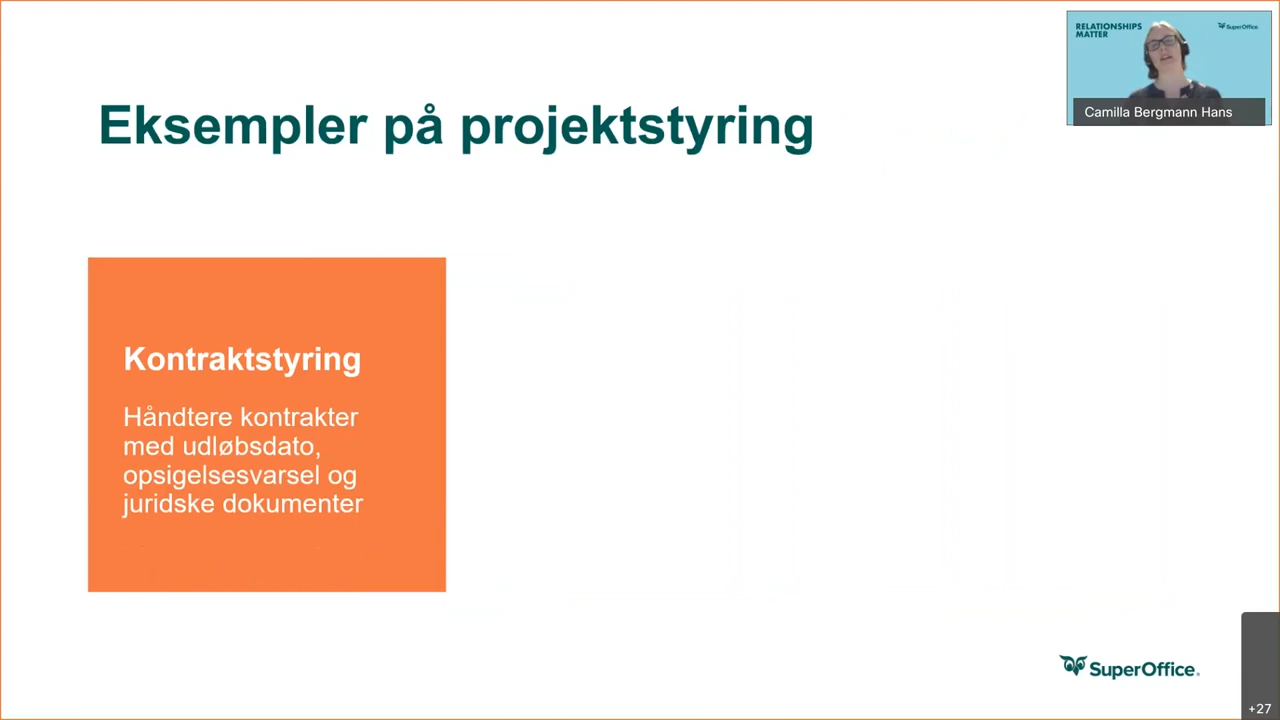 RELATIONSHIPS
MATTER
SuperOffice
Camilla Bergmann Hans
Eksempler på projektstyring
Kontraktstyring
Håndtere kontrakter
med udløbsdato,
opsigelsesvarsel og
juridske dokumenter
SuperOffice.
+27